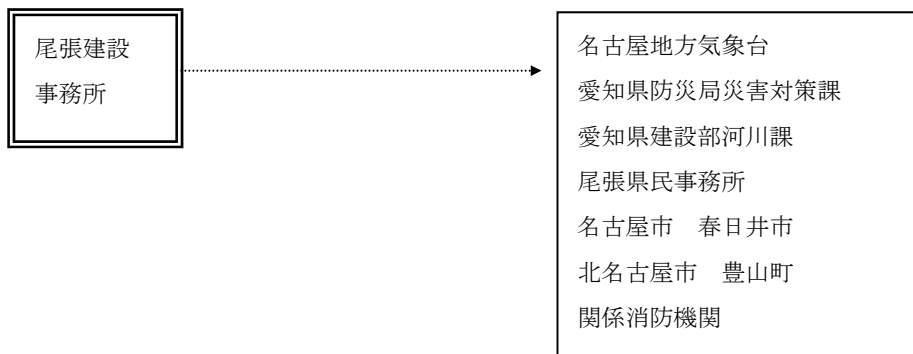 尾張建設
事務所
名古屋地方気象台
愛知県防災局災害対策課
愛知県建設部河川課
尾張県民事務所
名古屋市　春日井市
北名古屋市　豊山町
関係消防機関